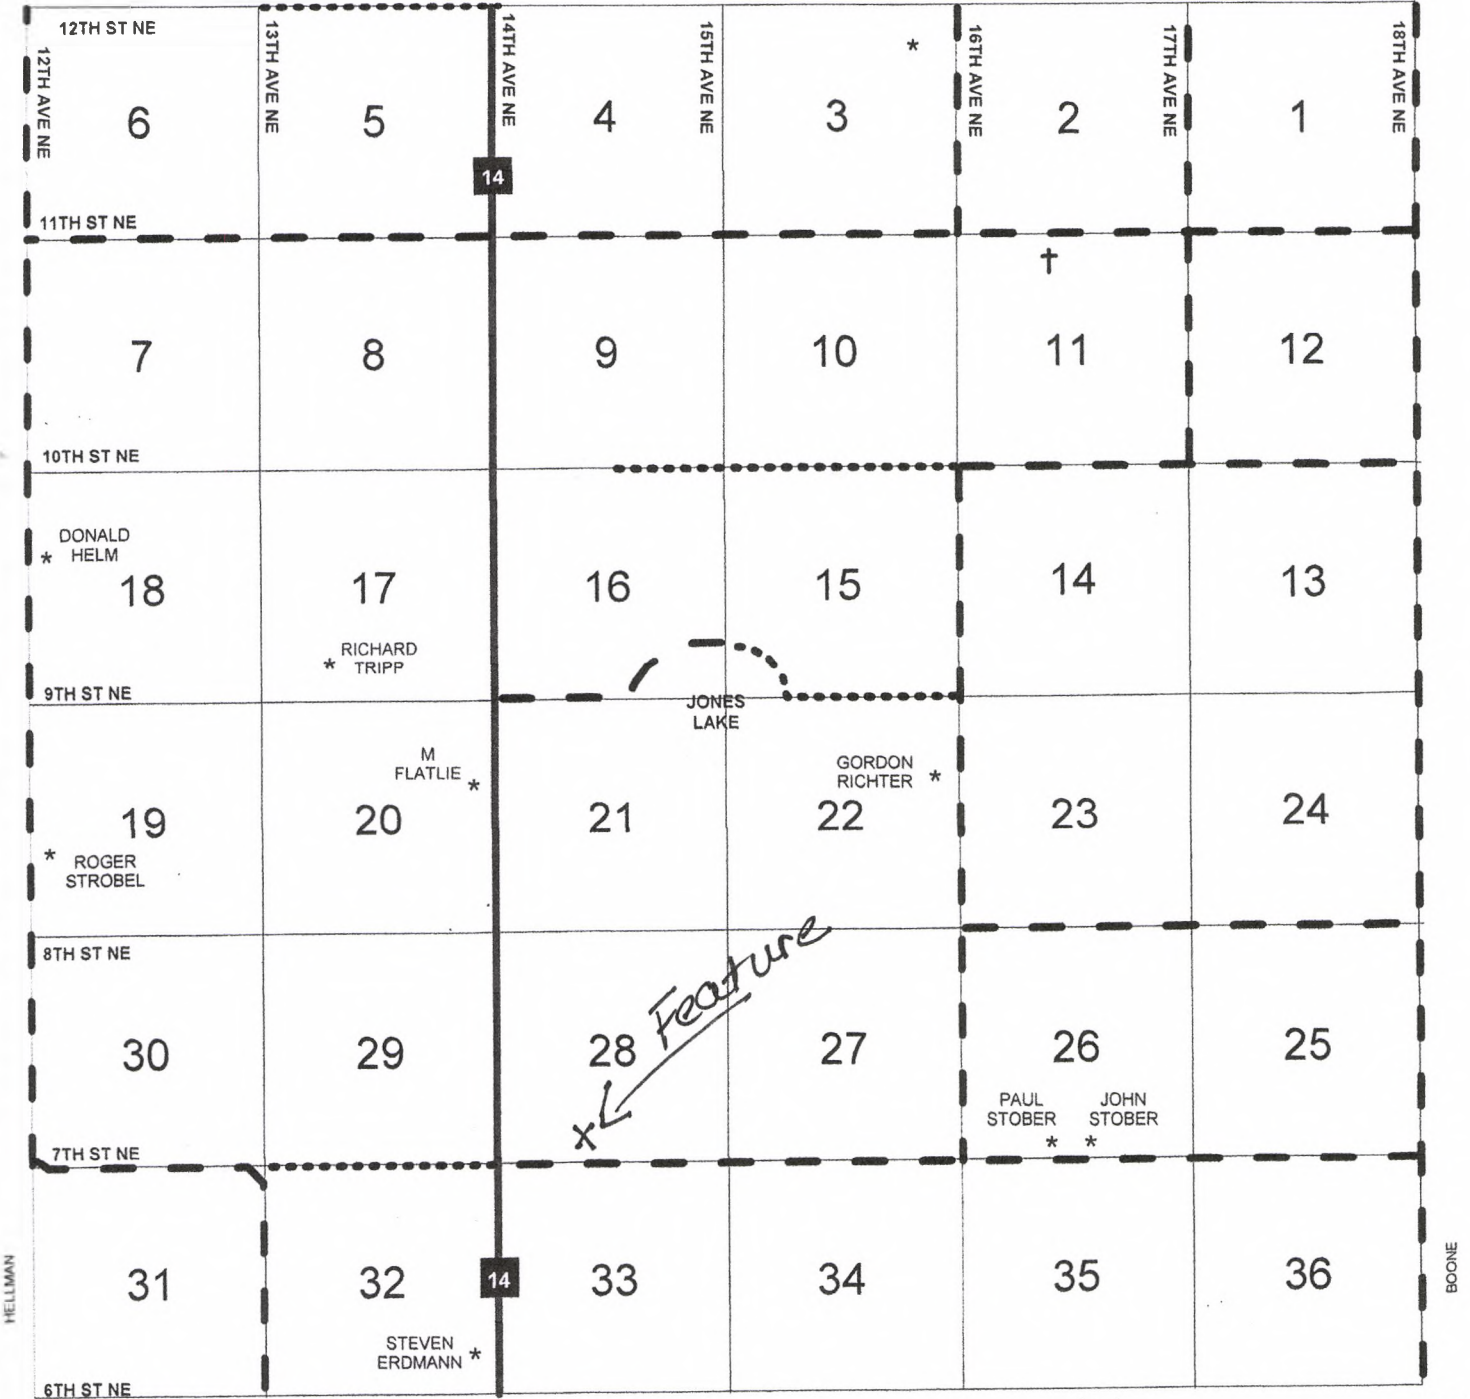 12TH ST NE
12TH AVE NE
13TH AVE NE
14TH AVE NE
15TH AVE NE
16TH AVE NE
17TH AVE NE
18TH AVE NE
6
5
4
3
2
1
14
11TH ST NE
7
8
9
10
11
12
10TH ST NE
DONALD
HELM
18
17
16
15
14
13
RICHARD
TRIPP
9TH ST NE
JONES
LAKE
M
FLATLIE
GORDON
RICHTER
19
20
21
22
23
24
ROGER
STROBEL
8TH ST NE
Feature
30
29
28
27
26
25
x
PAUL
STOBER
JOHN
STOBER
7TH ST NE
HELLMAN
31
32
14
33
34
35
36
BOONE
STEVEN
ERDMANN
6TH ST NE